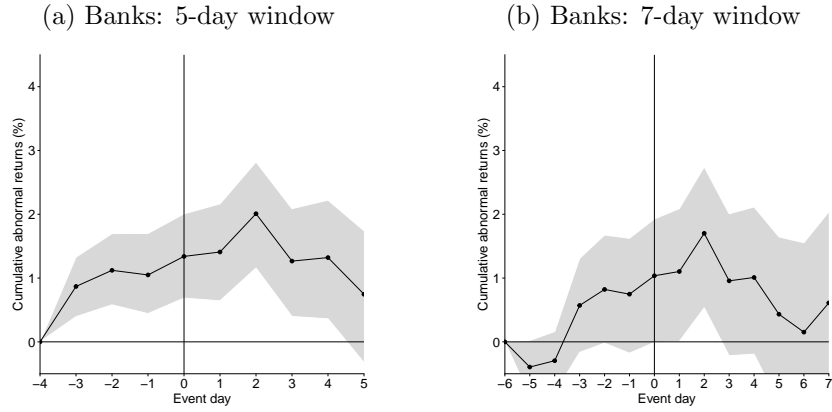 (a) Banks: 5-day window
Cumulative abnormal returns (%)
4
3
2
1
0
−4 −3 −2 −1 0 1 2 3 4 5
Event day
(b) Banks: 7-day window
Cumulative abnormal returns (%)
4
3
2
1
0
−6 −5 −4 −3 −2 −1 0 1 2 3 4 5 6 7
Event day